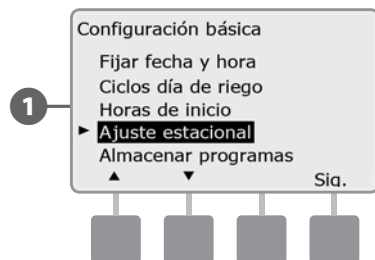 Configuración básica
Fijar fecha y hora
Ciclos día de riego
Horas de inicio
1
► Ajuste estacional
Almacenar programas
▲ ▼ Sig.